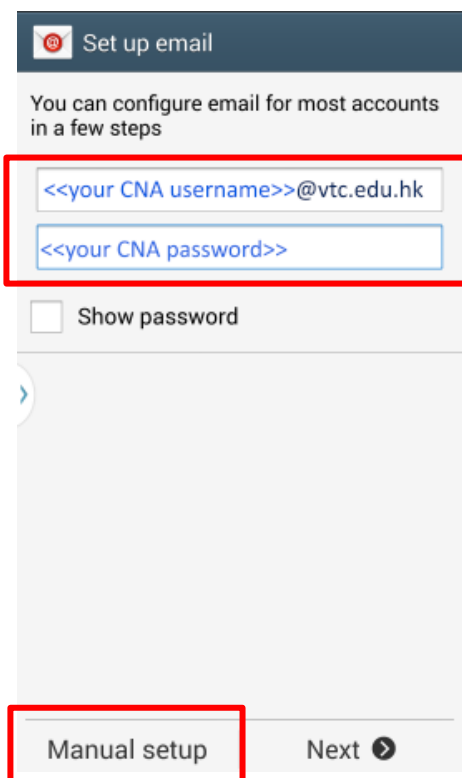 Set up email
You can configure email for most accounts
in a few steps
<<your CNA username>>@vtc.edu.hk
<<your CNA password>>
Show password
Manual setup
Next